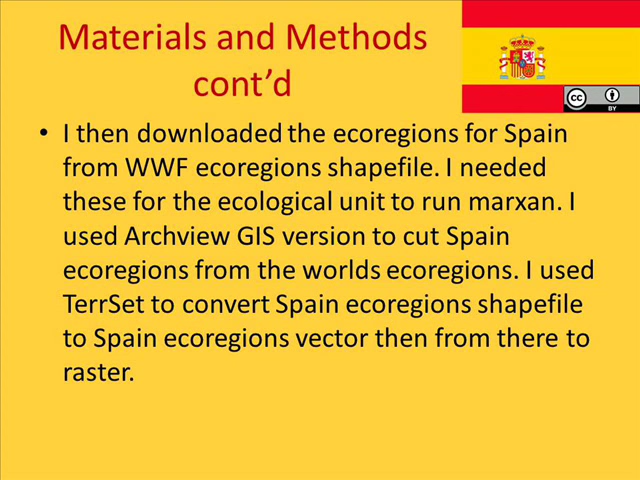 Materials and Methods
cont’d
• I then downloaded the ecoregions for Spain
from WWF ecoregions shapefile. I needed
these for the ecological unit to run marxan. I
used Archview GIS version to cut Spain
ecoregions from the worlds ecoregions. I used
TerrSet to convert Spain ecoregions shapefile
to Spain ecoregions vector then from there to
raster.
cc
BY